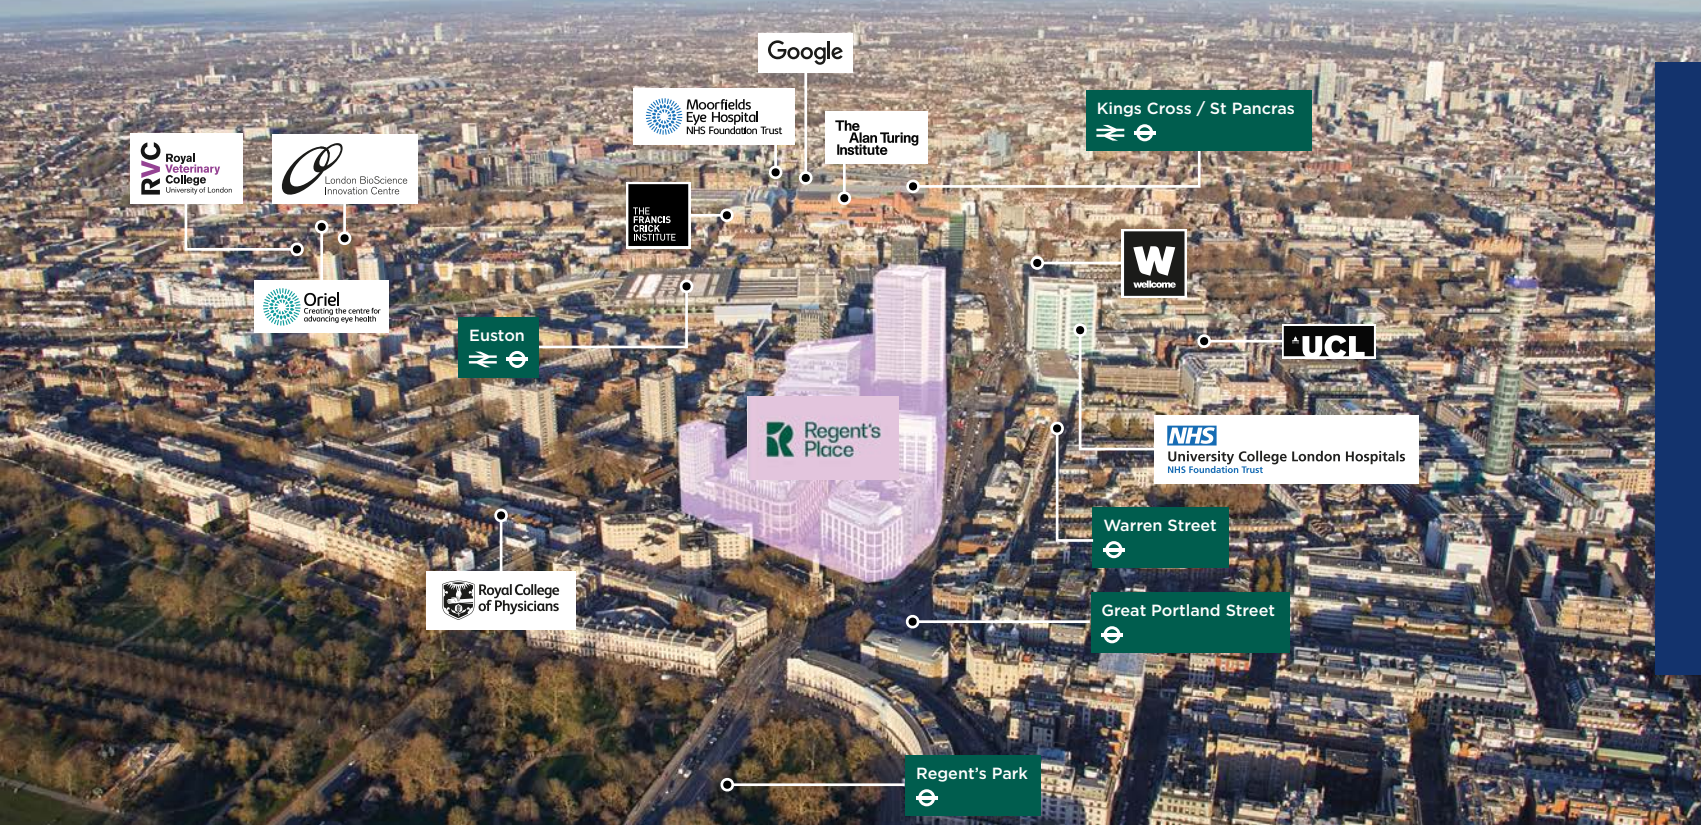 Google
Moorfields
Eye Hospital
NHS Foundation Trust
The
Alan Turing
Institute
Kings Cross / St Pancras
RVC
Royal
Veterinary
College
University of London
London BioScience
Innovation Centre
THE
FRANCIS
CRICK
INSTITUTE
W
wellcome
Oriel
Creating the centre for
advancing eye health
Euston
UCL
Regent's
Place
NHS
University College London Hospitals
NHS Foundation Trust
Warren Street
Royal College
of Physicians
Great Portland Street
Regent's Park